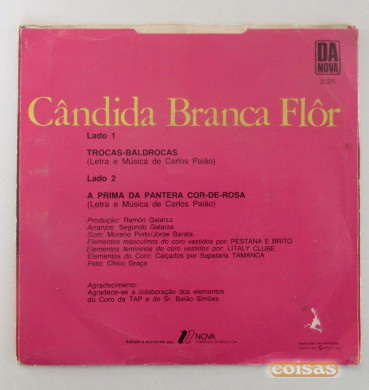 DA
NOVA
Cândida Branca Flôr
Lado 1
TROCAS-BALDROCAS
(Letra e Música de Carlos Paião)
Lado 2
A PRIMA DA PANTERA COR-DE-ROSA
(Letra e Música de Carlos Paião)
Produção: Ramón Galarza
Arranjos: Segundo Galarza
Som: Moreno Pinto/Jorge Barata
Elementos masculinos do coro vestidos por: PESTANA E BRITO
Elementos femininos do coro vestidos por: LITALY CLUBE
Elementos do Coro: Calçados por Sapataria TAMANCA
Foto: Chico Graça
Agradecimento:
Agradece-se a colaboração dos elementos
do Coro da TAP e do Sr. Baião Simões
NOVA
coisas